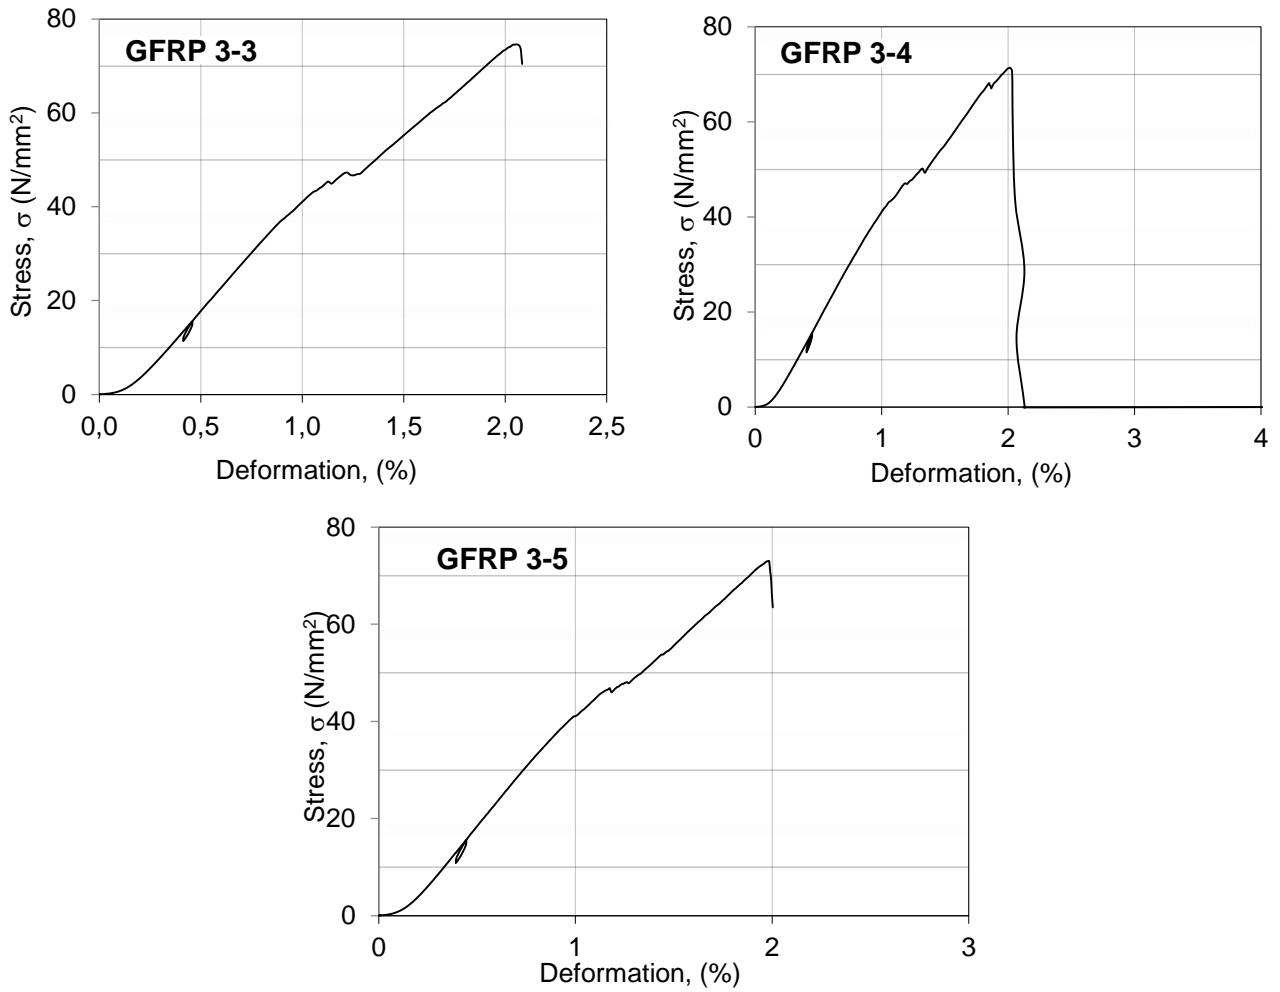 GFRP 3-3
Stress, σ (N/mm²)
80
60
40
20
0
0,0 0,5 1,0 1,5 2,0 2,5
Deformation, (%)
GFRP 3-4
Stress, σ (N/mm²)
80
60
40
20
0
0 1 2 3 4
Deformation, (%)
GFRP 3-5
Stress, σ (N/mm²)
80
60
40
20
0
0 1 2 3
Deformation, (%)